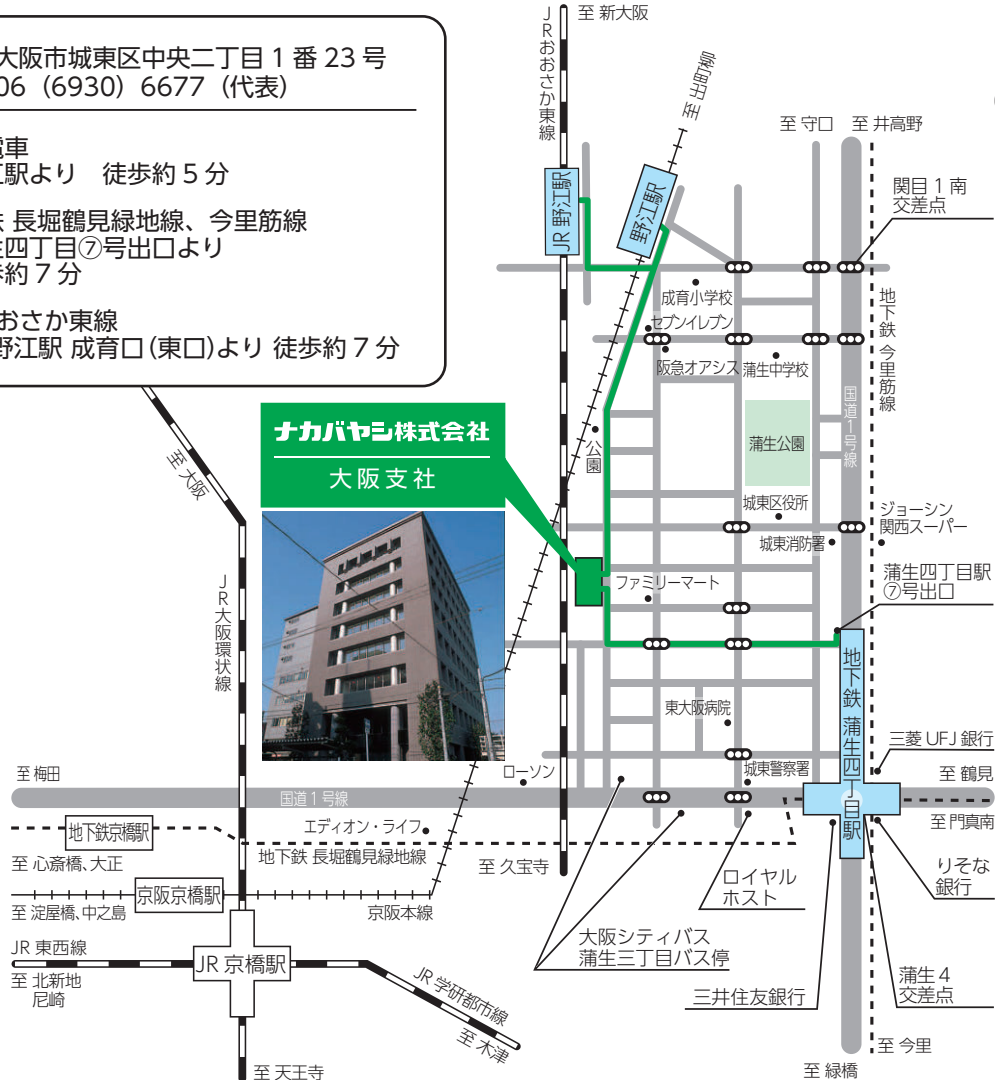 大阪市城東区中央二丁目1番23号
06（6930）6677（代表）
電車
江駅より　徒歩約5分
鉄 長堀鶴見緑地線、今里筋線
生四丁目⑦号出口より
歩約7分
おおさか東線
野江駅 成育口(東口)より 徒歩約7分
至 新大阪
JRおおさか東線
至 出町柳
至 守口
至 井高野
関目1南
交差点
JR 野江駅
野江駅
成育小学校
セブンイレブン
阪急オアシス
蒲生中学校
地下鉄 今里筋線
国道1号線
ナカバヤシ株式会社
大阪支社
公園
蒲生公園
至 大阪
城東区役所
城東消防署
ジョーシン
関西スーパー
ファミリーマート
蒲生四丁目駅
⑦号出口
JR大阪環状線
地下鉄 蒲生四丁目駅
東大阪病院
三菱UFJ銀行
ローソン
城東警察署
至 梅田
至 鶴見
国道1号線
エディオン・ライフ
至 門真南
地下鉄京橋駅
地下鉄 長堀鶴見緑地線
至 心斎橋、大正
至 久宝寺
りそな
銀行
ロイヤル
ホスト
京阪京橋駅
至 淀屋橋、中之島
京阪本線
大阪シティバス
蒲生三丁目バス停
JR 東西線
JR 京橋駅
至 北新地
尼崎
JR 学研都市線
至 木津
三井住友銀行
蒲生4
交差点
至 今里
至 天王寺
至 緑橋